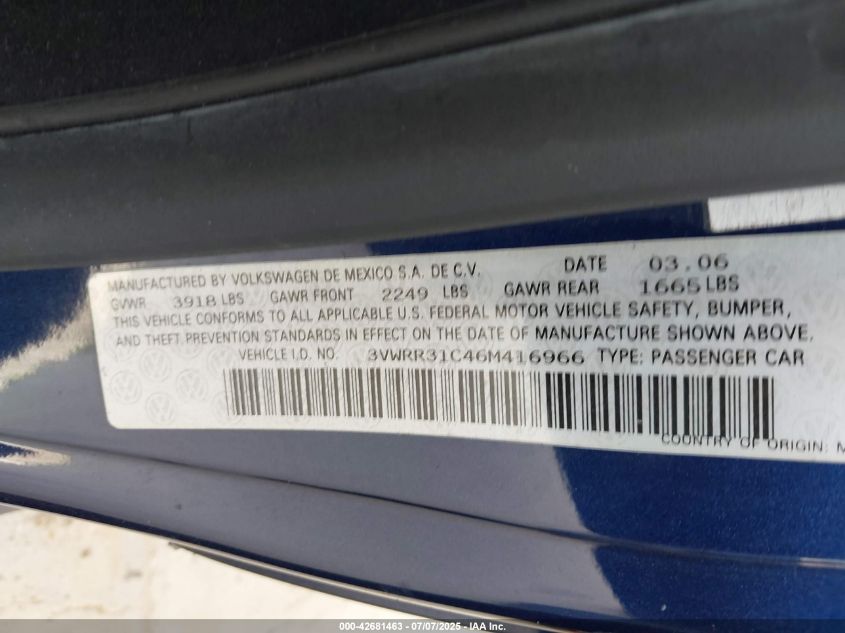 MANUFACTURED BY VOLKSWAGEN DE MEXICO S.A. DE C.V. DATE 03.06
GVWR 3918 LBS GAWR FRONT 2249 LBS GAWR REAR 1665 LBS
THIS VEHICLE CONFORMS TO ALL APPLICABLE U.S. FEDERAL MOTOR VEHICLE SAFETY, BUMPER,
AND THEFT PREVENTION STANDARDS IN EFFECT ON THE DATE OF MANUFACTURE SHOWN ABOVE.
VEHICLE I.D. NO. 3VWRR31C46M416966 TYPE: PASSENGER CAR
COUNTRY OF ORIGIN: M
000-42681463 - 07/07/2025 - IAA, Inc.